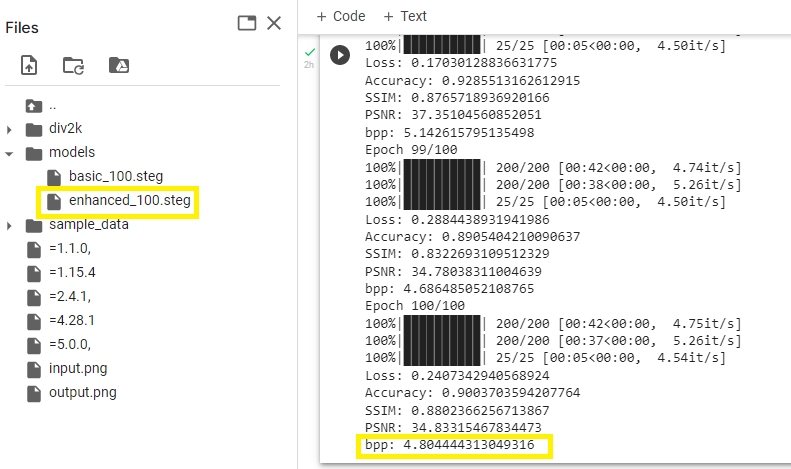 Files
..
div2k
models
basic_100.steg
enhanced_100.steg
sample_data
=1.1.0,
=1.15.4
=2.4.1,
=4.28.1
=5.0.0,
input.png
output.png
+ Code + Text
2h
100%|██████████| 25/25 [00:05<00:00, 4.50it/s]
Loss: 0.17030128836631775
Accuracy: 0.9285513162612915
SSIM: 0.8765718936920166
PSNR: 37.35104560852051
bpp: 5.142615795135498
Epoch 99/100
100%|██████████| 200/200 [00:42<00:00, 4.74it/s]
100%|██████████| 200/200 [00:38<00:00, 5.26it/s]
100%|██████████| 25/25 [00:05<00:00, 4.50it/s]
Loss: 0.2884438931941986
Accuracy: 0.8905404210090637
SSIM: 0.8322693109512329
PSNR: 34.78038311004639
bpp: 4.686485052108765
Epoch 100/100
100%|██████████| 200/200 [00:42<00:00, 4.75it/s]
100%|██████████| 200/200 [00:37<00:00, 5.26it/s]
100%|██████████| 25/25 [00:05<00:00, 4.54it/s]
Loss: 0.2407342940568924
Accuracy: 0.9003703594207764
SSIM: 0.8802366256713867
PSNR: 34.83315467834473
bpp: 4.804444313049316